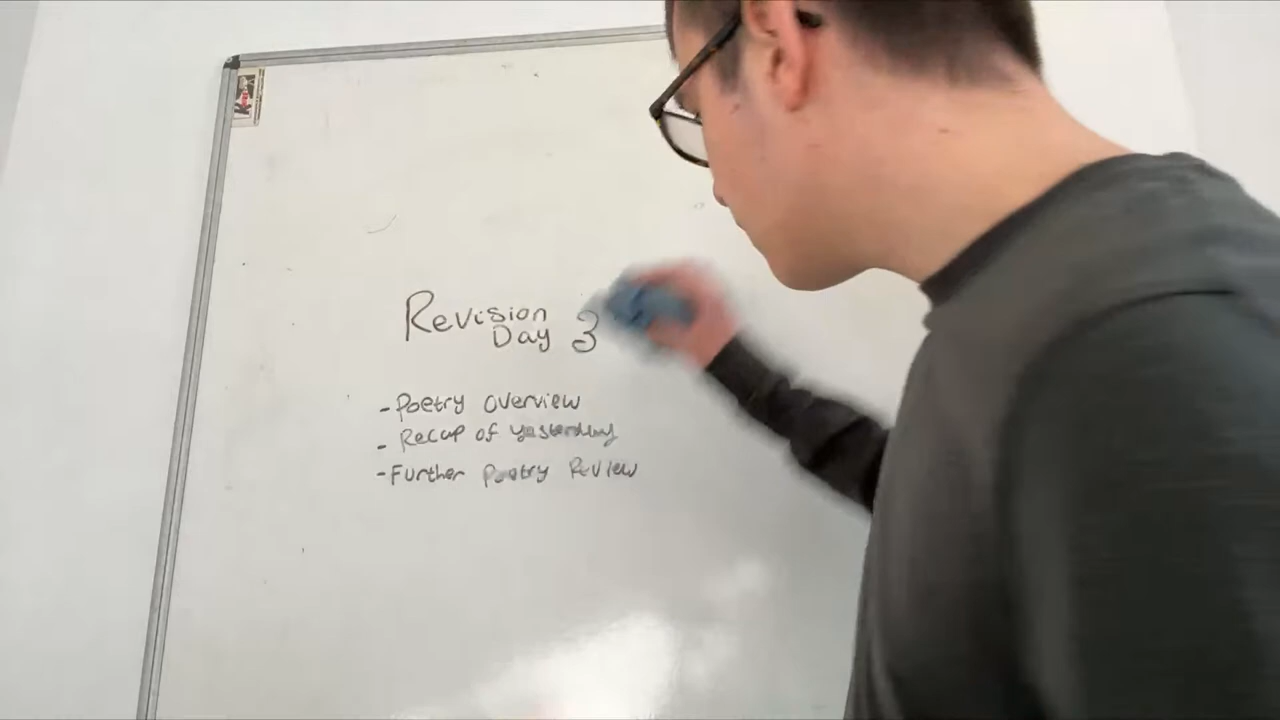 Revision
Day 3
- Poetry overview
- Recap of yesterday
- Further Poetry Review